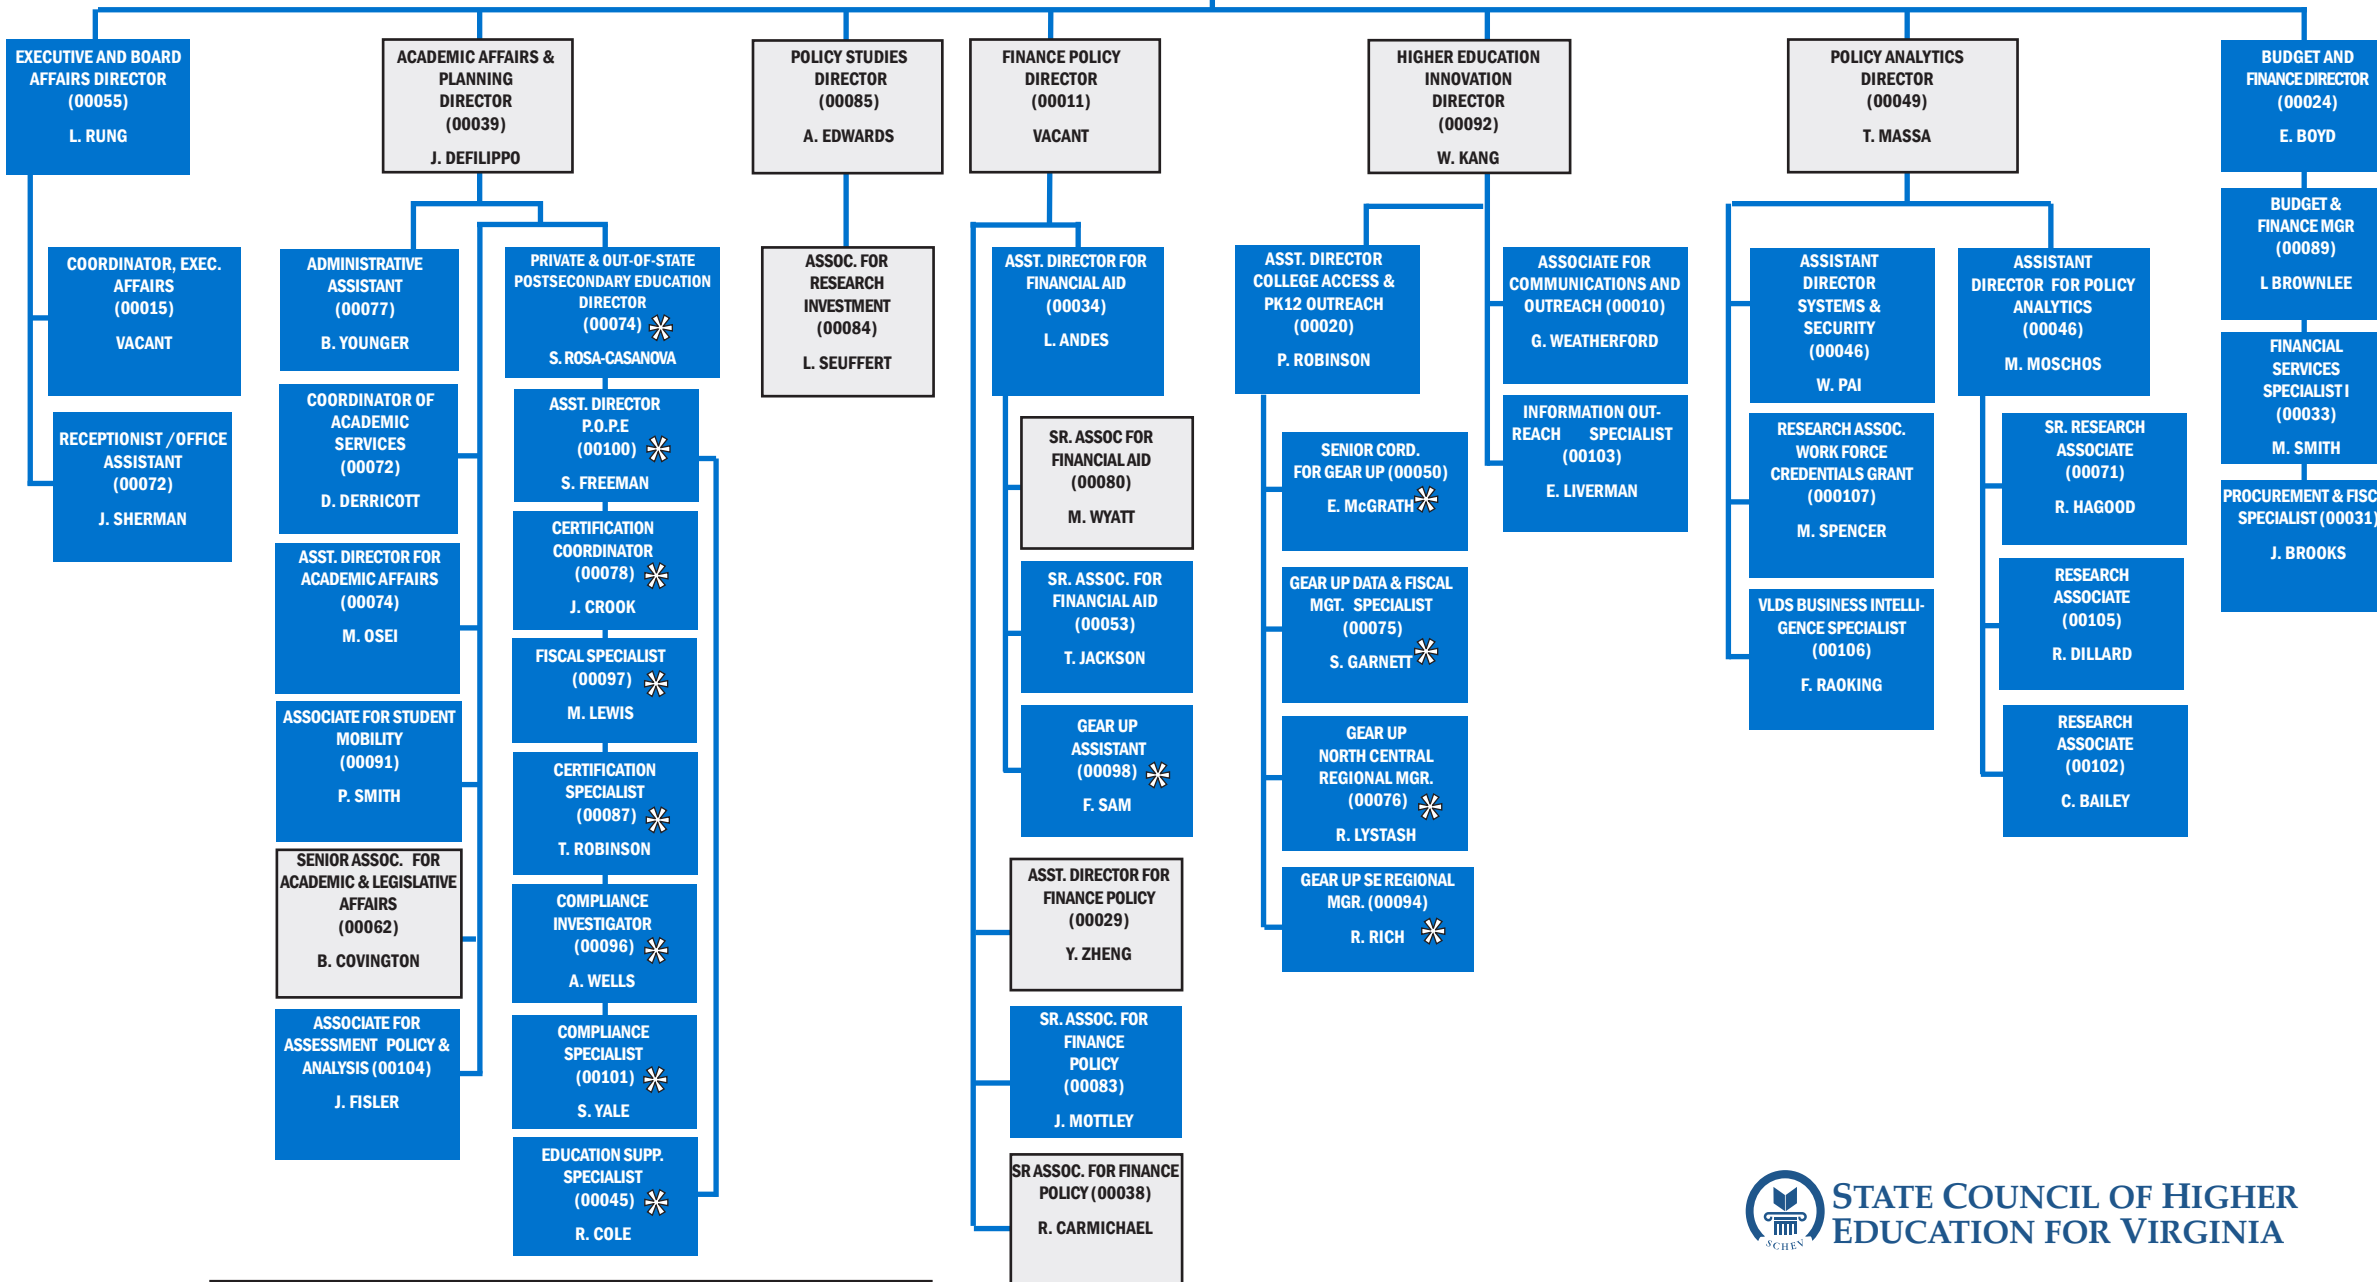 EXECUTIVE AND BOARD
AFFAIRS DIRECTOR
(00055)
L. RUNG
COORDINATOR, EXEC.
AFFAIRS
(00015)
VACANT
RECEPTIONIST / OFFICE
ASSISTANT
(00072)
J. SHERMAN
ACADEMIC AFFAIRS &
PLANNING
DIRECTOR
(00039)
J. DEFILIPPO
ADMINISTRATIVE
ASSISTANT
(00077)
B. YOUNGER
COORDINATOR OF
ACADEMIC
SERVICES
(00072)
D. DERRICOTT
ASST. DIRECTOR FOR
ACADEMIC AFFAIRS
(00074)
M. OSEI
ASSOCIATE FOR STUDENT
MOBILITY
(00091)
P. SMITH
SENIOR ASSOC. FOR
ACADEMIC & LEGISLATIVE
AFFAIRS
(00062)
B. COVINGTON
ASSOCIATE FOR
ASSESSMENT POLICY &
ANALYSIS (00104)
J. FISLER
PRIVATE & OUT-OF-STATE
POSTSECONDARY EDUCATION
DIRECTOR
(00074) *
S. ROSA-CASANOVA
ASST. DIRECTOR
P.O.P.E
(00100) *
S. FREEMAN
CERTIFICATION
COORDINATOR
(00078) *
J. CROOK
FISCAL SPECIALIST
(00097) *
M. LEWIS
CERTIFICATION
SPECIALIST
(00087) *
T. ROBINSON
COMPLIANCE
INVESTIGATOR
(00096) *
A. WELLS
COMPLIANCE
SPECIALIST
(00101) *
S. YALE
EDUCATION SUPP.
SPECIALIST
(00045) *
R. COLE
POLICY STUDIES
DIRECTOR
(00085)
A. EDWARDS
ASSOC. FOR
RESEARCH
INVESTMENT
(00084)
L. SEUFFERT
FINANCE POLICY
DIRECTOR
(00011)
VACANT
ASST. DIRECTOR FOR
FINANCIAL AID
(00034)
L. ANDES
SR. ASSOC FOR
FINANCIAL AID
(00080)
M. WYATT
SR. ASSOC. FOR
FINANCIAL AID
(00053)
T. JACKSON
GEAR UP
ASSISTANT
(00098) *
F. SAM
ASST. DIRECTOR FOR
FINANCE POLICY
(00029)
Y. ZHENG
SR. ASSOC. FOR
FINANCE
POLICY
(00083)
J. MOTTLEY
SR ASSOC. FOR FINANCE
POLICY (00038)
R. CARMICHAEL
HIGHER EDUCATION
INNOVATION
DIRECTOR
(00092)
W. KANG
ASST. DIRECTOR
COLLEGE ACCESS &
PK12 OUTREACH
(00020)
P. ROBINSON
SENIOR CORD.
FOR GEAR UP (00050)
E. McGRATH *
GEAR UP DATA & FISCAL
MGT. SPECIALIST
(00075)
S. GARNETT *
GEAR UP
NORTH CENTRAL
REGIONAL MGR.
(00076) *
R. LYSTASH
GEAR UP SE REGIONAL
MGR. (00094)
R. RICH *
ASSOCIATE FOR
COMMUNICATIONS AND
OUTREACH (00010)
G. WEATHERFORD
INFORMATION OUT-
REACH SPECIALIST
(00103)
E. LIVERMAN
POLICY ANALYTICS
DIRECTOR
(00049)
T. MASSA
ASSISTANT
DIRECTOR
SYSTEMS &
SECURITY
(00046)
W. PAI
RESEARCH ASSOC.
WORK FORCE
CREDENTIALS GRANT
(000107)
M. SPENCER
VLDS BUSINESS INTELLI-
GENCE SPECIALIST
(00106)
F. RAOKING
ASSISTANT
DIRECTOR FOR POLICY
ANALYTICS
(00046)
M. MOSCHOS
SR. RESEARCH
ASSOCIATE
(00071)
R. HAGOOD
RESEARCH
ASSOCIATE
(00105)
R. DILLARD
RESEARCH
ASSOCIATE
(00102)
C. BAILEY
BUDGET AND
FINANCE DIRECTOR
(00024)
E. BOYD
BUDGET &
FINANCE MGR
(00089)
L BROWNLEE
FINANCIAL
SERVICES
SPECIALIST I
(00033)
M. SMITH
PROCUREMENT & FISC
SPECIALIST (00031)
J. BROOKS
SCHEV
STATE COUNCIL OF HIGHER
EDUCATION FOR VIRGINIA